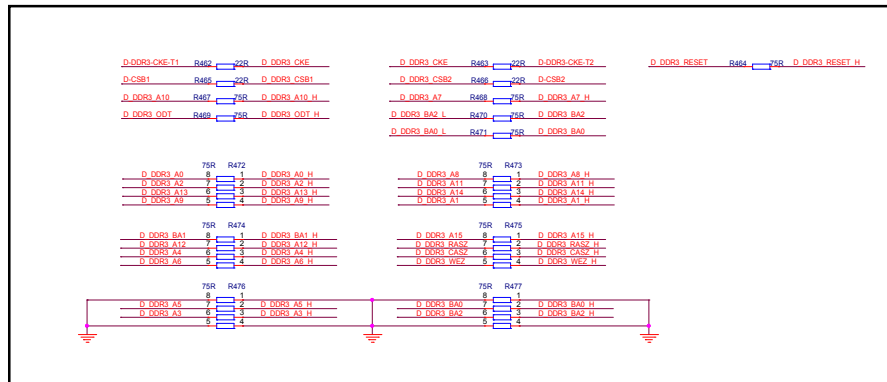 D-DDR3-CKE-T1 R462 22R D_DDR3_CKE D_DDR3_CKE R463 22R D-DDR3-CKE-T2 D_DDR3_RESET R464 75R D_DDR3_RESET_H
D-CSB1 R465 22R D_DDR3_CSB1 D_DDR3_CSB2 R466 22R D-CSB2
D_DDR3_A10 R467 75R D_DDR3_A10_H D_DDR3_A7 R468 75R D_DDR3_A7_H
D_DDR3_ODT R469 75R D_DDR3_ODT_H D_DDR3_BA2_L R470 75R D_DDR3_BA2
D_DDR3_BA0_L R471 75R D_DDR3_BA0
75R R472 75R R473
D_DDR3_A0 8 1 D_DDR3_A0_H D_DDR3_A8 8 1 D_DDR3_A8_H
D_DDR3_A2 7 2 D_DDR3_A2_H D_DDR3_A11 7 2 D_DDR3_A11_H
D_DDR3_A13 6 3 D_DDR3_A13_H D_DDR3_A14 6 3 D_DDR3_A14_H
D_DDR3_A9 5 4 D_DDR3_A9_H D_DDR3_A1 5 4 D_DDR3_A1_H
75R R474 75R R475
D_DDR3_BA1 8 1 D_DDR3_BA1_H D_DDR3_A15 8 1 D_DDR3_A15_H
D_DDR3_A12 7 2 D_DDR3_A12_H D_DDR3_RASZ 7 2 D_DDR3_RASZ_H
D_DDR3_A4 6 3 D_DDR3_A4_H D_DDR3_CASZ 6 3 D_DDR3_CASZ_H
D_DDR3_A6 5 4 D_DDR3_A6_H D_DDR3_WEZ 5 4 D_DDR3_WEZ_H
75R R476 75R R477
8 1 8 1
D_DDR3_A5 7 2 D_DDR3_A5_H D_DDR3_BA0 7 2 D_DDR3_BA0_H
D_DDR3_A3 6 3 D_DDR3_A3_H D_DDR3_BA2 6 3 D_DDR3_BA2_H
5 4 5 4